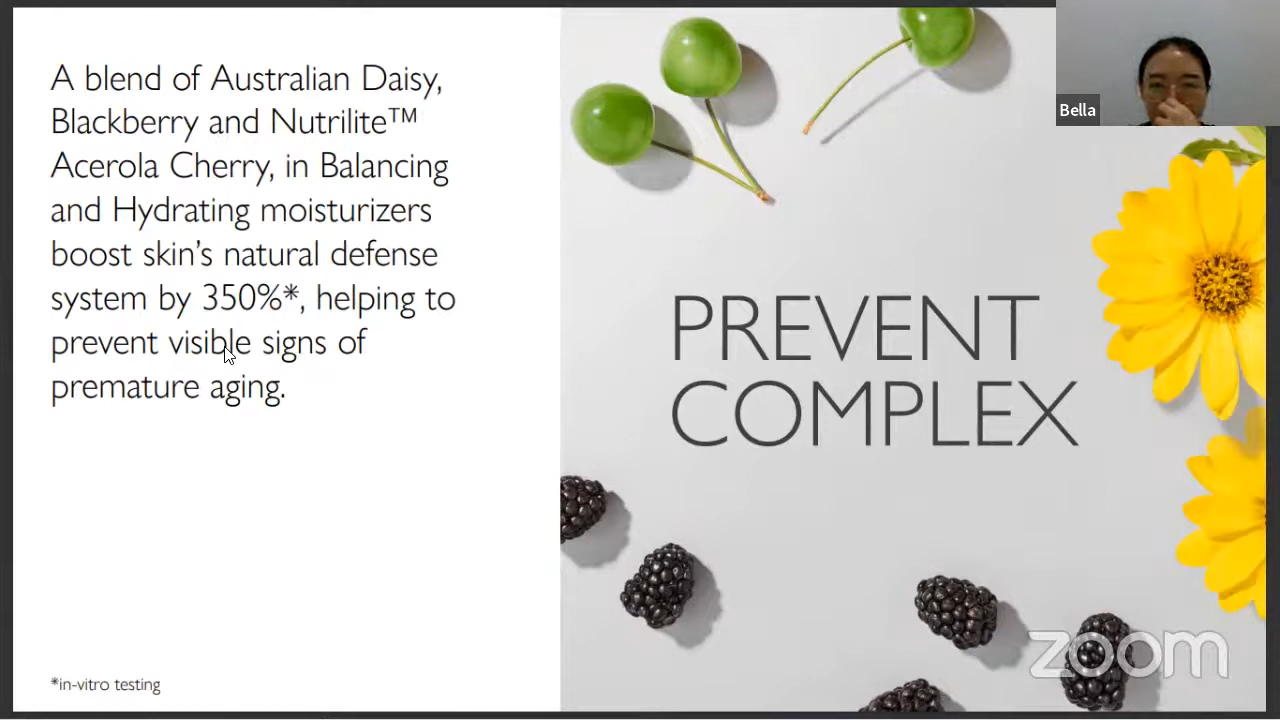 A blend of Australian Daisy,
Blackberry and Nutrilite™
Acerola Cherry, in Balancing
and Hydrating moisturizers
boost skin’s natural defense
system by 350%*, helping to
prevent visible signs of
premature aging.
*in-vitro testing
PREVENT
COMPLEX
Bella
zoom